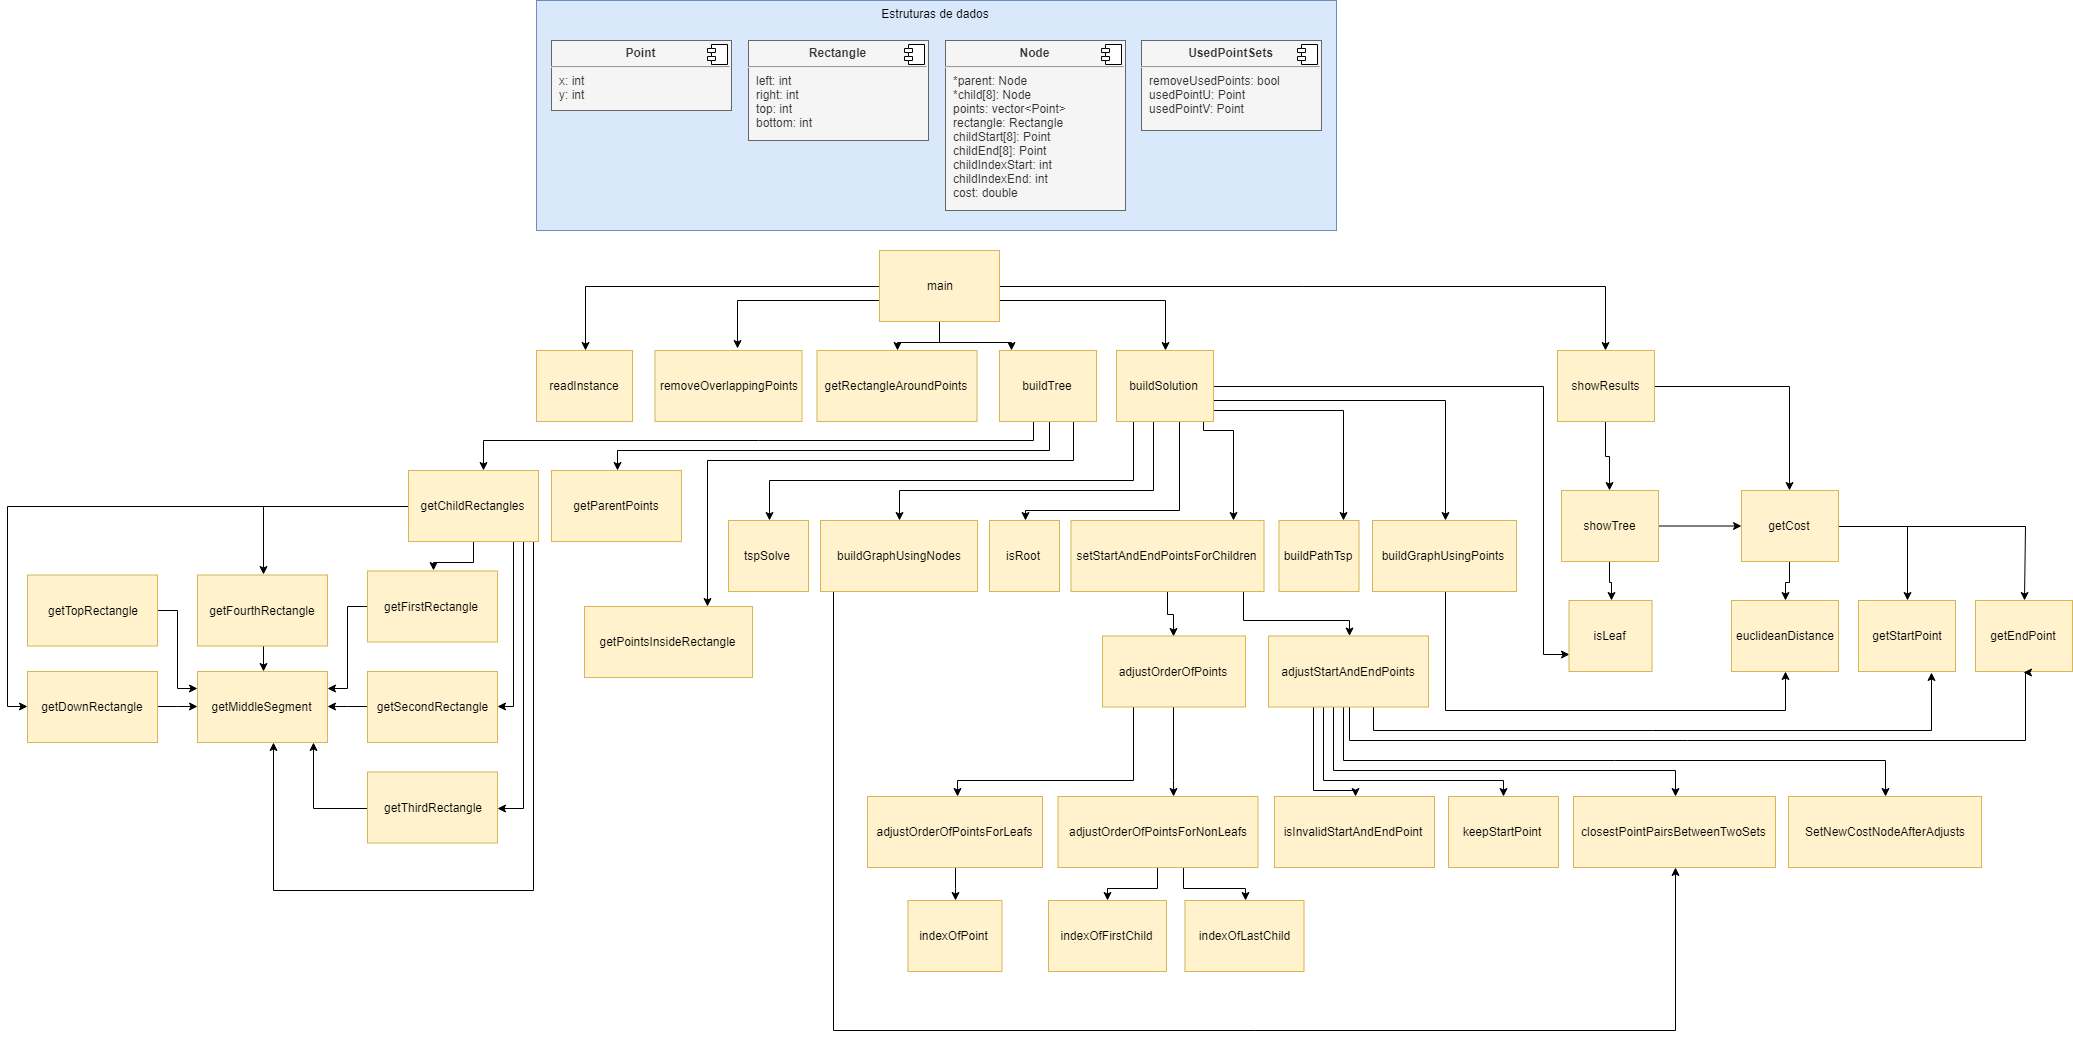 Estruturas de dados
Point
x: int
y: int
Rectangle
left: int
right: int
top: int
bottom: int
Node
*parent: Node
*child[8]: Node
points: vector<Point>
rectangle: Rectangle
childStart[8]: Point
childEnd[8]: Point
childIndexStart: int
childIndexEnd: int
cost: double
UsedPointSets
removeUsedPoints: bool
usedPointU: Point
usedPointV: Point
main
readInstance
removeOverlappingPoints
getRectangleAroundPoints
buildTree
buildSolution
showResults
getChildRectangles
getParentPoints
showTree
getCost
tspSolve
buildGraphUsingNodes
isRoot
setStartAndEndPointsForChildren
buildPathTsp
buildGraphUsingPoints
getTopRectangle
getFourthRectangle
getFirstRectangle
getPointsInsideRectangle
isLeaf
euclideanDistance
getStartPoint
getEndPoint
adjustOrderOfPoints
adjustStartAndEndPoints
getDownRectangle
getMiddleSegment
getSecondRectangle
getThirdRectangle
adjustOrderOfPointsForLeafs
adjustOrderOfPointsForNonLeafs
isInvalidStartAndEndPoint
keepStartPoint
closestPointPairsBetweenTwoSets
SetNewCostNodeAfterAdjusts
indexOfPoint
indexOfFirstChild
indexOfLastChild